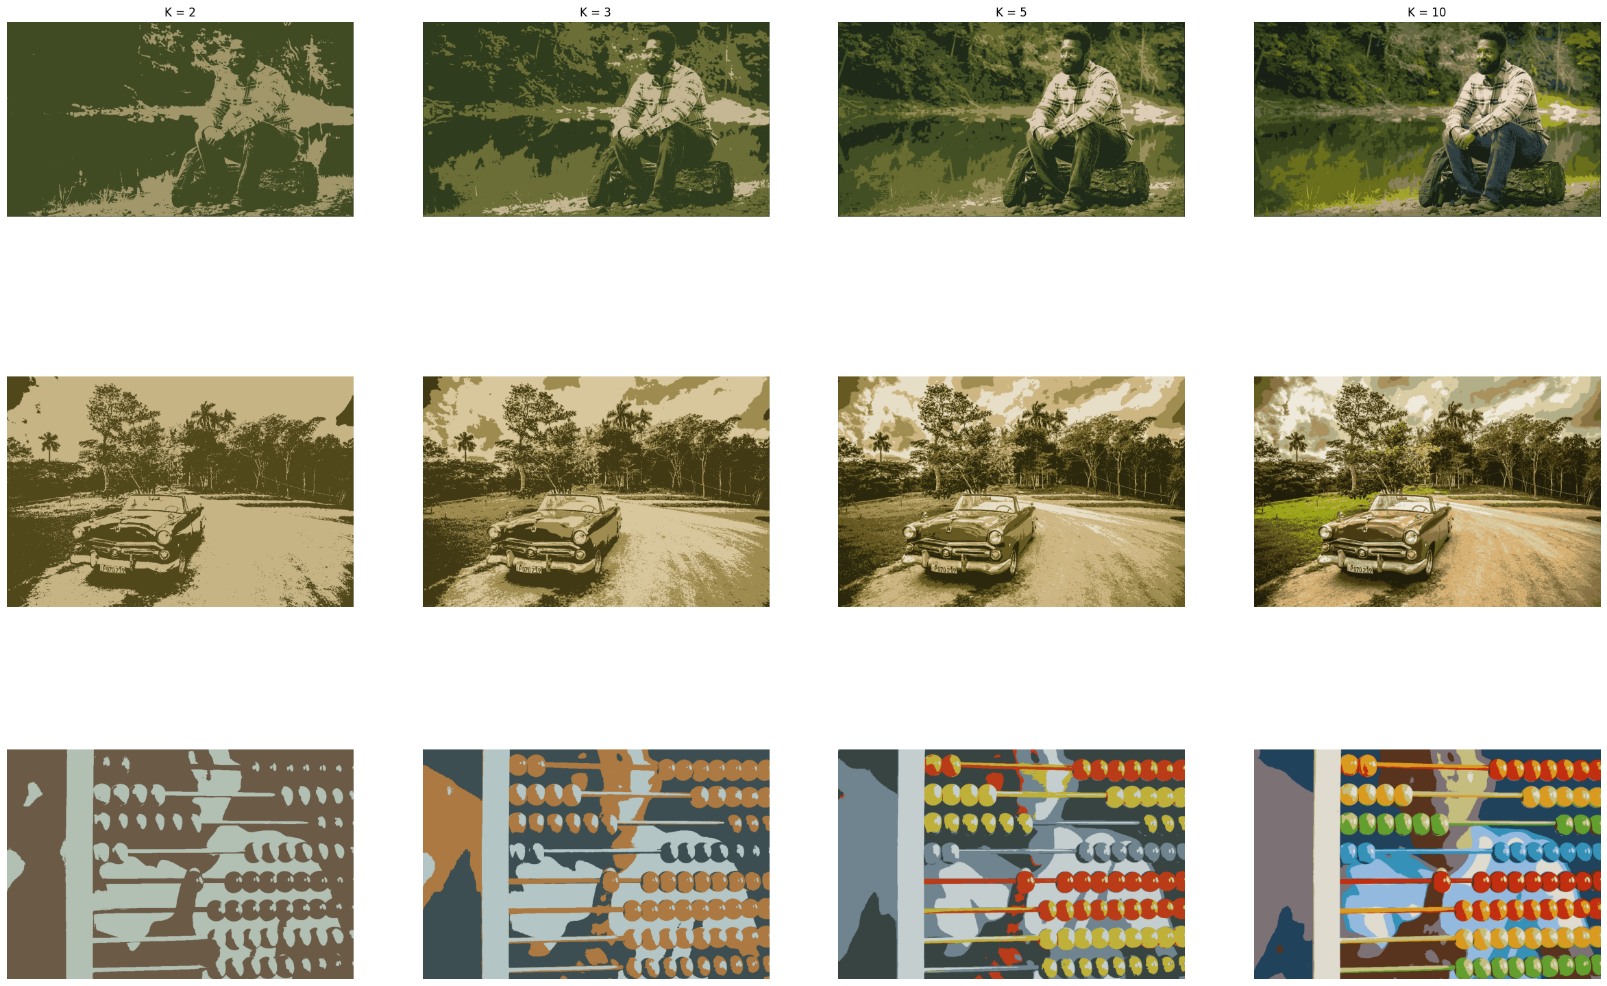 K = 2
K = 3
K = 5
K = 10